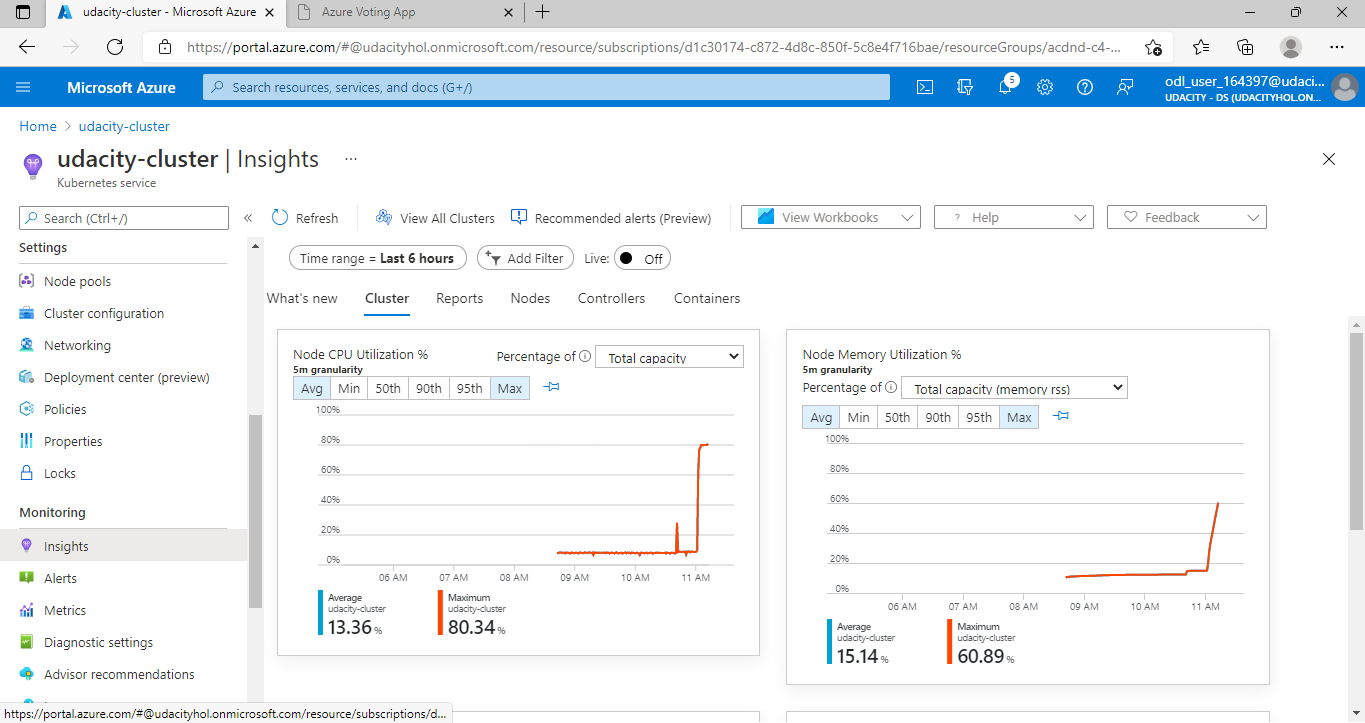 udacity-cluster - Microsoft Azure
Azure Voting App
https://portal.azure.com/#@udacityhol.onmicrosoft.com/resource/subscriptions/d1c30174-c872-4d8c-850f-5c8e4f716bae/resourceGroups/acdnd-c4-...
Microsoft Azure
Search resources, services, and docs (G+/)
5
odl_user_164397@udaci...
UDACITY - DS (UDACITYHOL.ON...
Home > udacity-cluster
udacity-cluster | Insights ...
Kubernetes service
Search (Ctrl+/)
«
Refresh
View All Clusters
Recommended alerts (Preview)
View Workbooks
? Help
Feedback
Settings
Node pools
Cluster configuration
Networking
Deployment center (preview)
Policies
Properties
Locks
Monitoring
Insights
Alerts
Metrics
Diagnostic settings
Advisor recommendations
Time range = Last 6 hours
Add Filter
Live: Off
What's new
Cluster
Reports
Nodes
Controllers
Containers
Node CPU Utilization %
5m granularity
Percentage of
Total capacity
Avg Min 50th 90th 95th Max
100%
80%
60%
40%
20%
0%
06 AM 07 AM 08 AM 09 AM 10 AM 11 AM
Average
udacity-cluster
13.36 %
Maximum
udacity-cluster
80.34 %
Node Memory Utilization %
5m granularity
Percentage of
Total capacity (memory rss)
Avg Min 50th 90th 95th Max
100%
80%
60%
40%
20%
0%
06 AM 07 AM 08 AM 09 AM 10 AM 11 AM
Average
udacity-cluster
15.14 %
Maximum
udacity-cluster
60.89 %
https://portal.azure.com/#@udacityhol.onmicrosoft.com/resource/subscriptions/d...